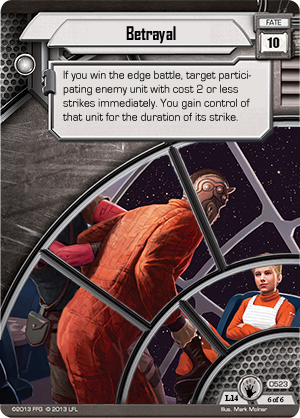 Betrayal
FATE
10
If you win the edge battle, target partici-
pating enemy unit with cost 2 or less
strikes immediately. You gain control of
that unit for the duration of its strike.
0523
L14
6 of 6
©2013 FFG © 2013 LFL
Illus. Mark Molnar